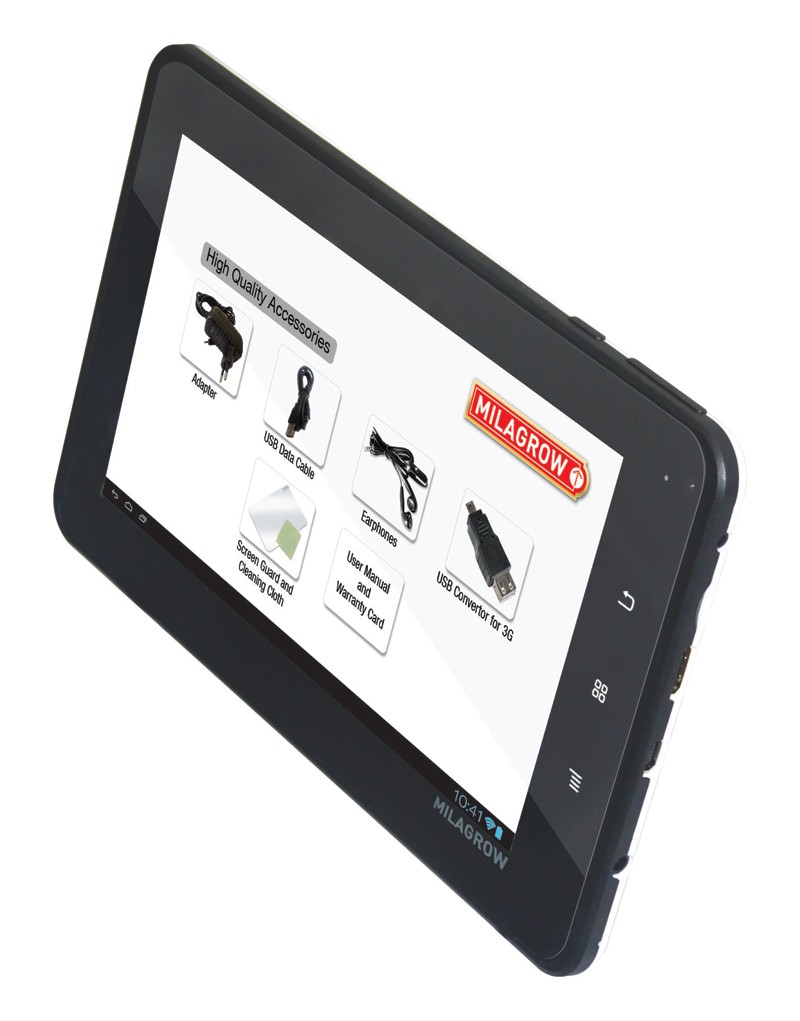 High Quality Accessories
MILAGROW
Adapter
USB Data Cable
Earphones
USB Convertor for 3G
Screen Guard and
Cleaning Cloth
User Manual
and
Warranty Card
10:41
MILAGROW